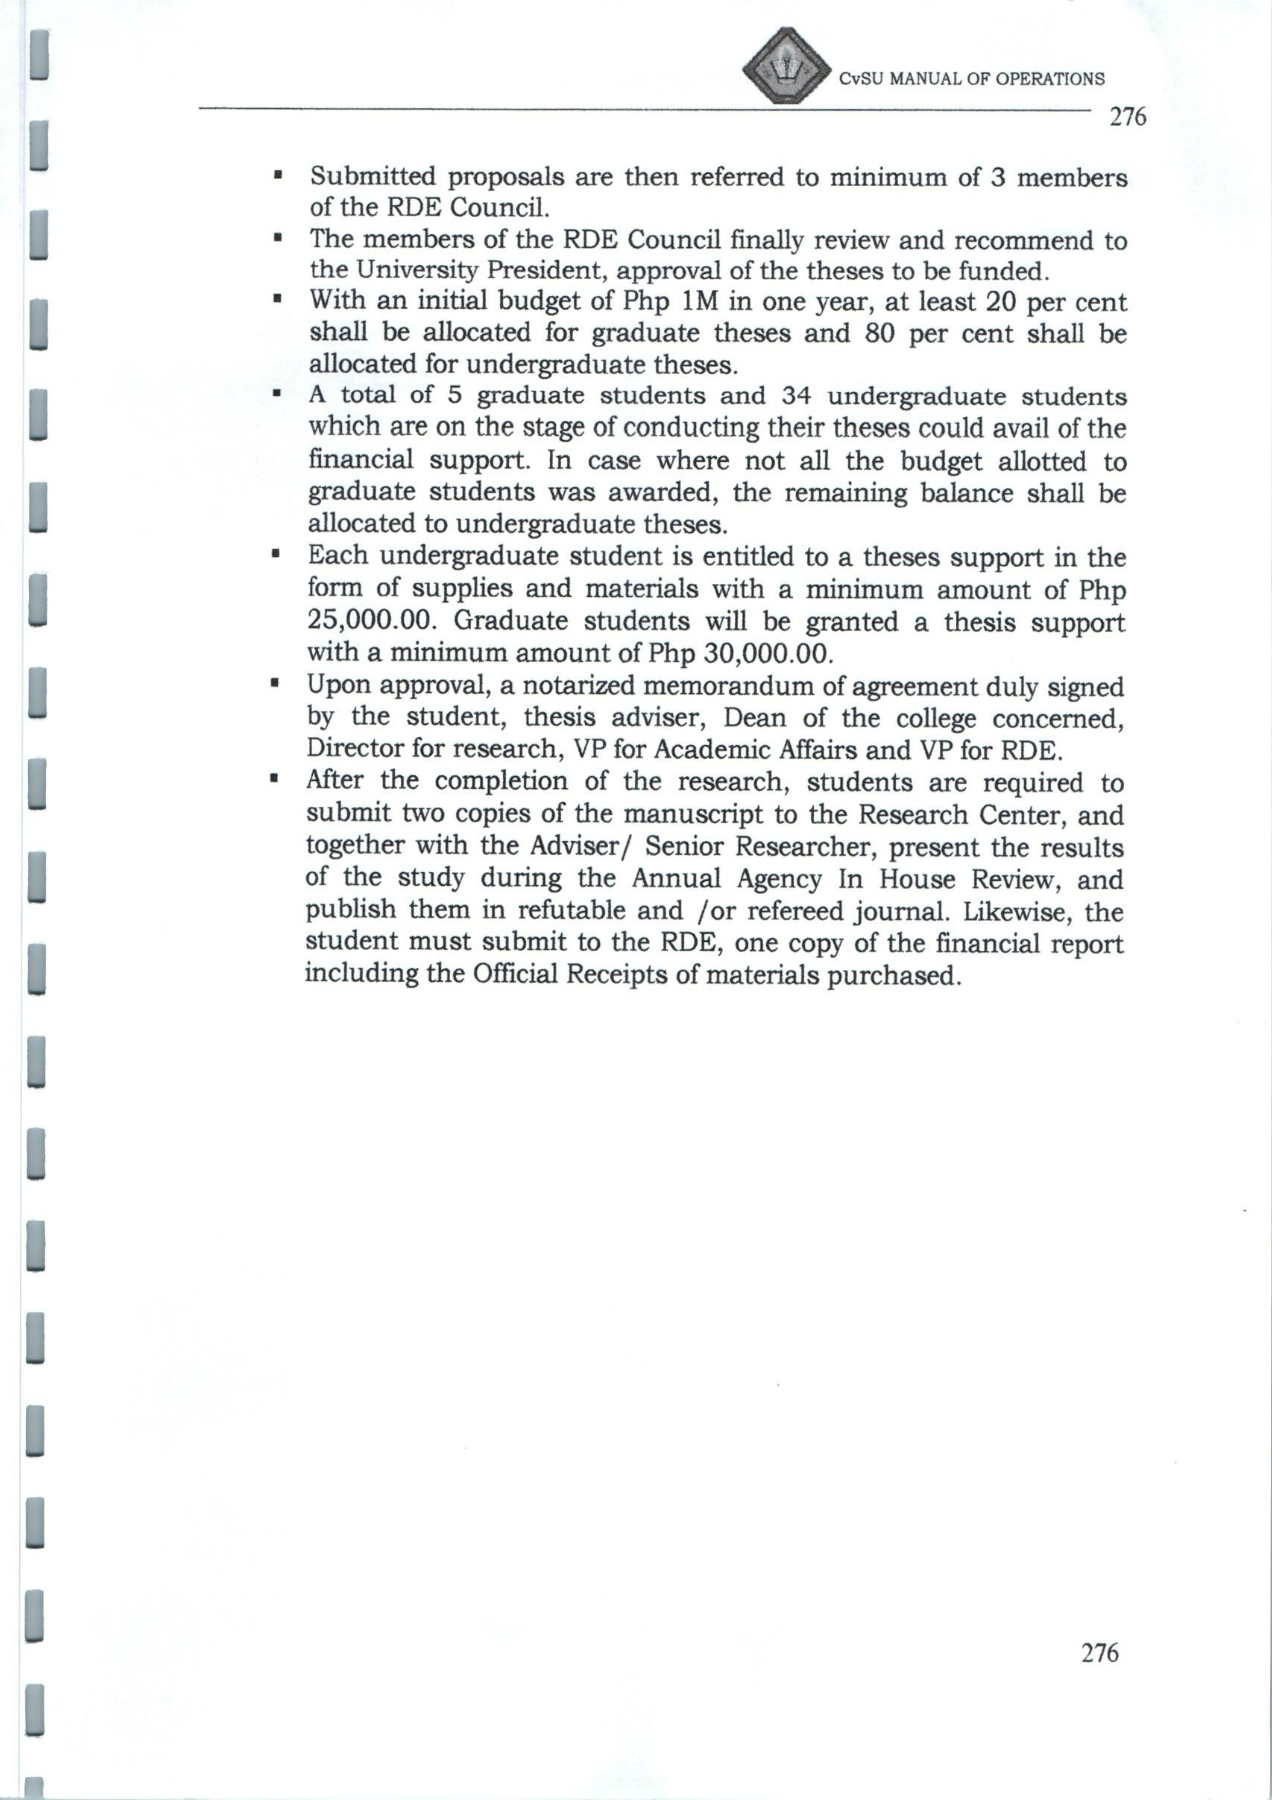 CvSU MANUAL OF OPERATIONS
276
▪ Submitted proposals are then referred to minimum of 3 members
of the RDE Council.
▪ The members of the RDE Council finally review and recommend to
the University President, approval of the theses to be funded.
▪ With an initial budget of Php 1M in one year, at least 20 per cent
shall be allocated for graduate theses and 80 per cent shall be
allocated for undergraduate theses.
▪ A total of 5 graduate students and 34 undergraduate students
which are on the stage of conducting their theses could avail of the
financial support. In case where not all the budget allotted to
graduate students was awarded, the remaining balance shall be
allocated to undergraduate theses.
▪ Each undergraduate student is entitled to a theses support in the
form of supplies and materials with a minimum amount of Php
25,000.00. Graduate students will be granted a thesis support
with a minimum amount of Php 30,000.00.
▪ Upon approval, a notarized memorandum of agreement duly signed
by the student, thesis adviser, Dean of the college concerned,
Director for research, VP for Academic Affairs and VP for RDE.
▪ After the completion of the research, students are required to
submit two copies of the manuscript to the Research Center, and
together with the Adviser/ Senior Researcher, present the results
of the study during the Annual Agency In House Review, and
publish them in refutable and /or refereed journal. Likewise, the
student must submit to the RDE, one copy of the financial report
including the Official Receipts of materials purchased.
276